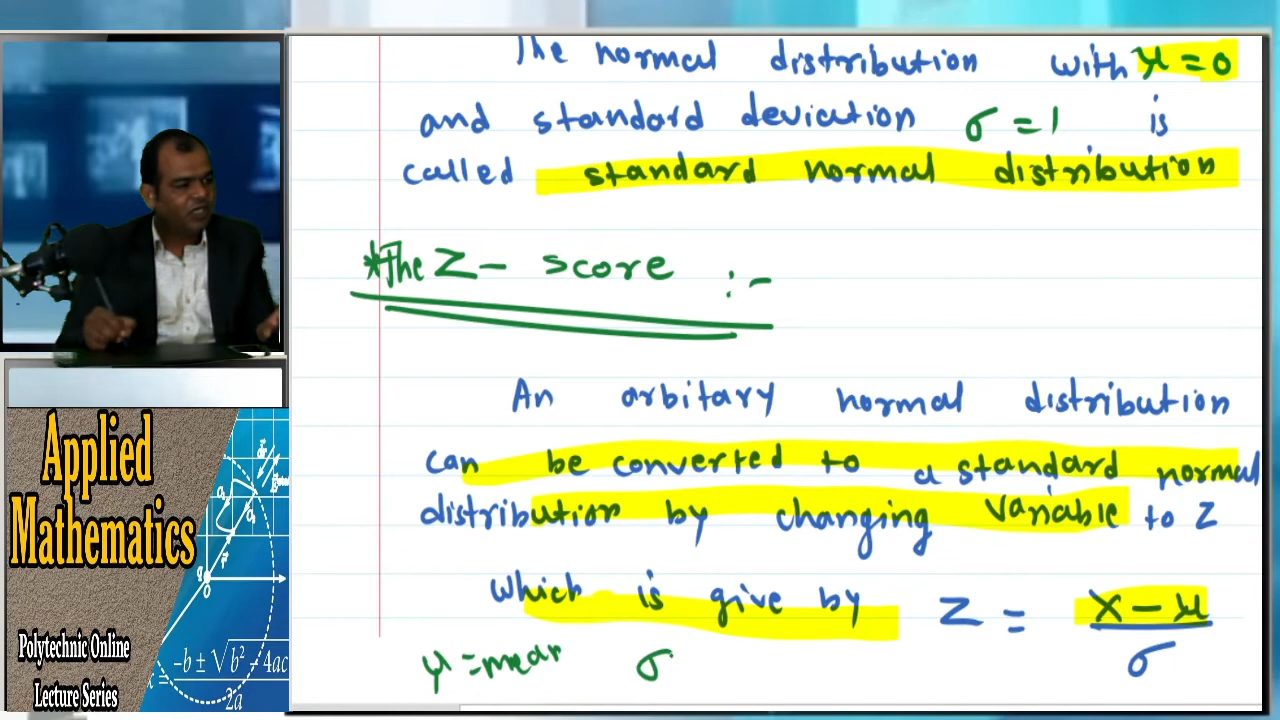 The normal distribution with μ = 0
and standard deviation σ = 1 is
called standard normal distribution
*The Z - score :-
An arbitary normal distribution
can be converted to a standard normal
distribution by changing variable to Z
which is give by Z = X - μ / σ
μ = mean σ
Applied
Mathematics
Polytechnic Online
Lecture Series
-b ± √b² - 4ac
2a